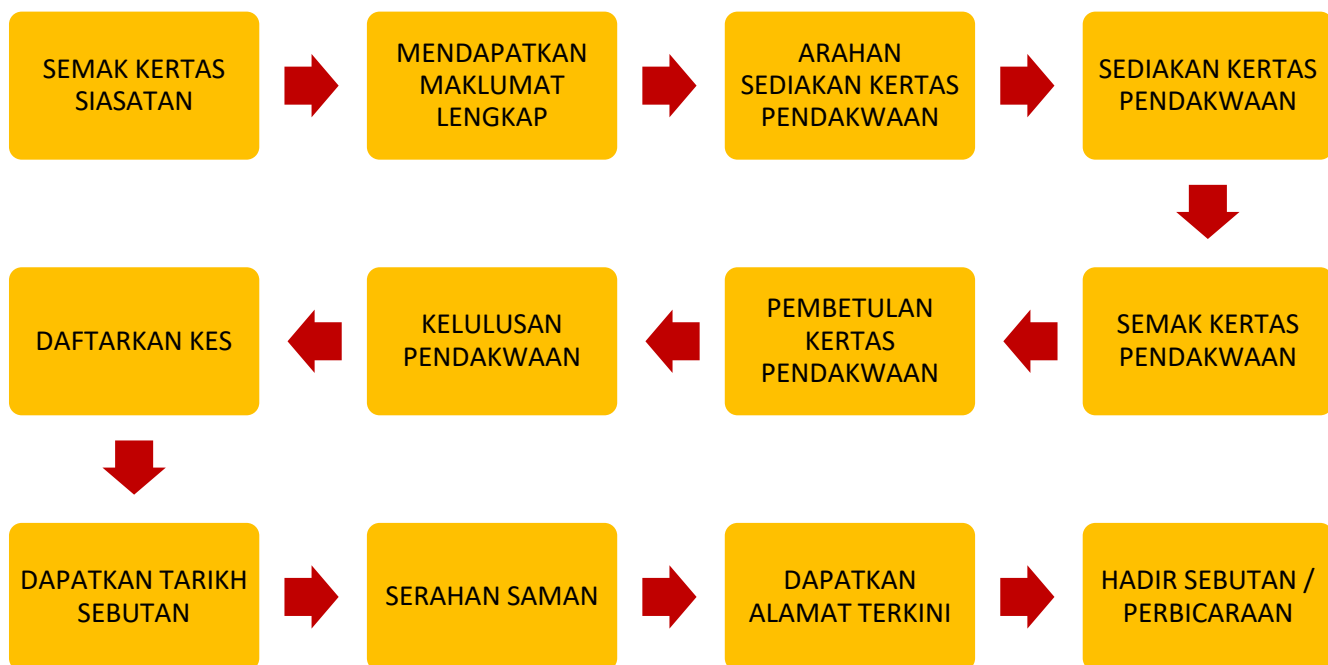 SEMAK KERTAS
SIASATAN
MENDAPATKAN
MAKLUMAT
LENGKAP
ARAHAN
SEDIAKAN KERTAS
PENDAKWAAN
SEDIAKAN KERTAS
PENDAKWAAN
SEMAK KERTAS
PENDAKWAAN
PEMBETULAN
KERTAS
PENDAKWAAN
KELULUSAN
PENDAKWAAN
DAFTARKAN KES
DAPATKAN TARIKH
SEBUTAN
SERAHAN SAMAN
DAPATKAN
ALAMAT TERKINI
HADIR SEBUTAN /
PERBICARAAN